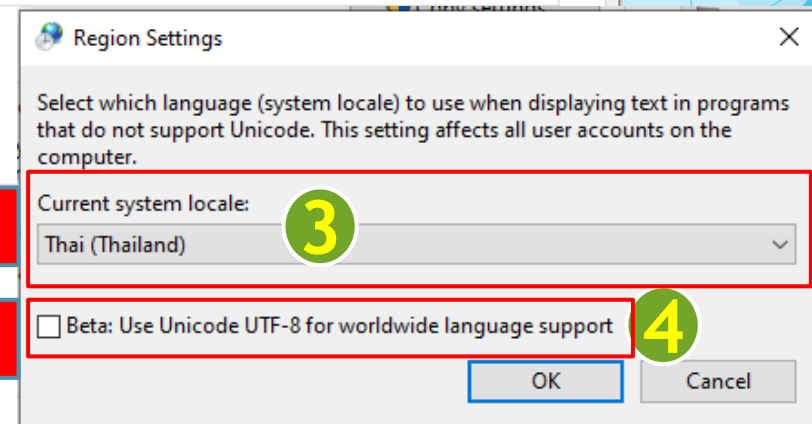 Copy settings
Region Settings
Select which language (system locale) to use when displaying text in programs
that do not support Unicode. This setting affects all user accounts on the
computer.
Current system locale:
3
Thai (Thailand)
Beta: Use Unicode UTF-8 for worldwide language support
4
OK
Cancel